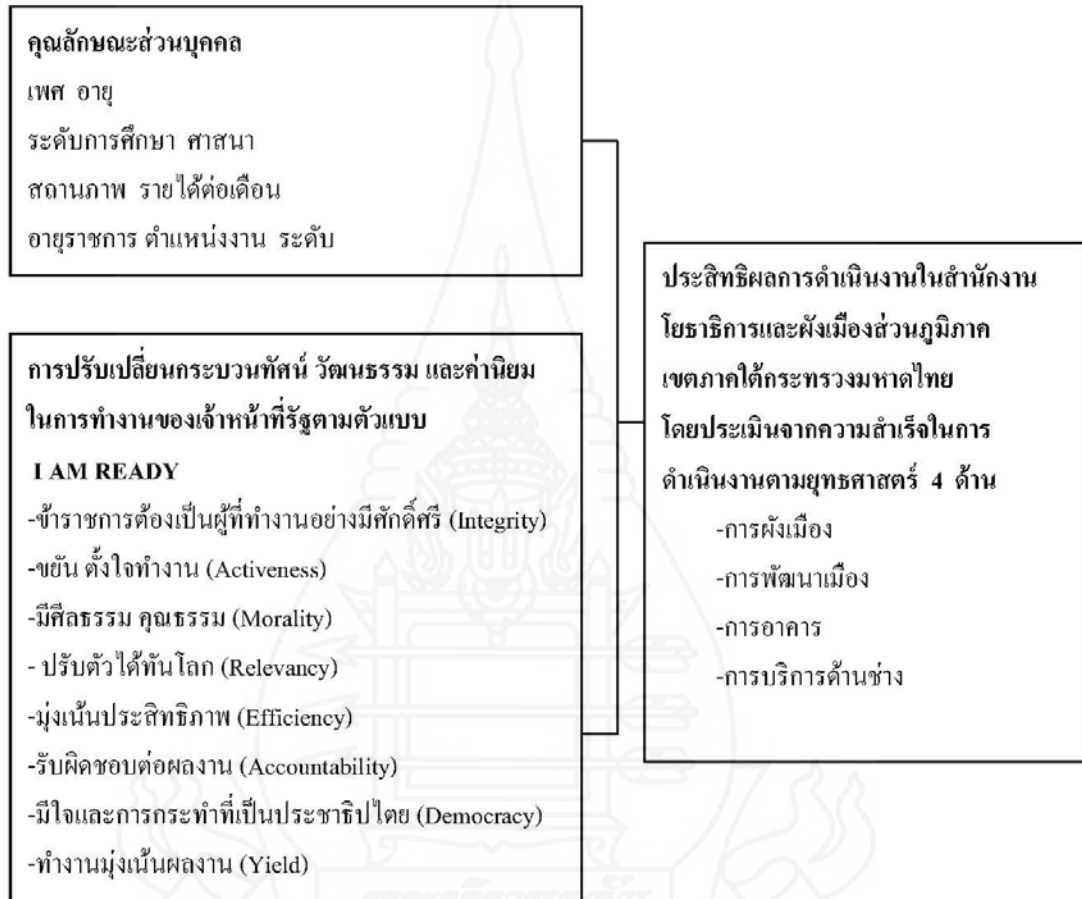 คุณลักษณะส่วนบุคคล
เพศ อายุ
ระดับการศึกษา ศาสนา
สถานภาพ รายได้ต่อเดือน
อายุราชการ ตำแหน่งงาน ระดับ
การปรับเปลี่ยนกระบวนทัศน์ วัฒนธรรม และค่านิยม
ในการทำงานของเจ้าหน้าที่รัฐตามตัวแบบ
I AM READY
-ข้าราชการต้องเป็นผู้ที่ทำงานอย่างมีศักดิ์ศรี (Integrity)
-ขยัน ตั้งใจทำงาน (Activeness)
-มีศีลธรรม คุณธรรม (Morality)
- ปรับตัวได้ทันโลก (Relevancy)
-มุ่งเน้นประสิทธิภาพ (Efficiency)
-รับผิดชอบต่อผลงาน (Accountability)
-มีใจและการกระทำที่เป็นประชาธิปไตย (Democracy)
-ทำงานมุ่งเน้นผลงาน (Yield)
ประสิทธิผลการดำเนินงานในสำนักงาน
โยธาธิการและผังเมืองส่วนภูมิภาค
เขตภาคใต้กระทรวงมหาดไทย
โดยประเมินจากความสำเร็จในการ
ดำเนินงานตามยุทธศาสตร์ 4 ด้าน
-การผังเมือง
-การพัฒนาเมือง
-การอาคาร
-การบริการด้านช่าง